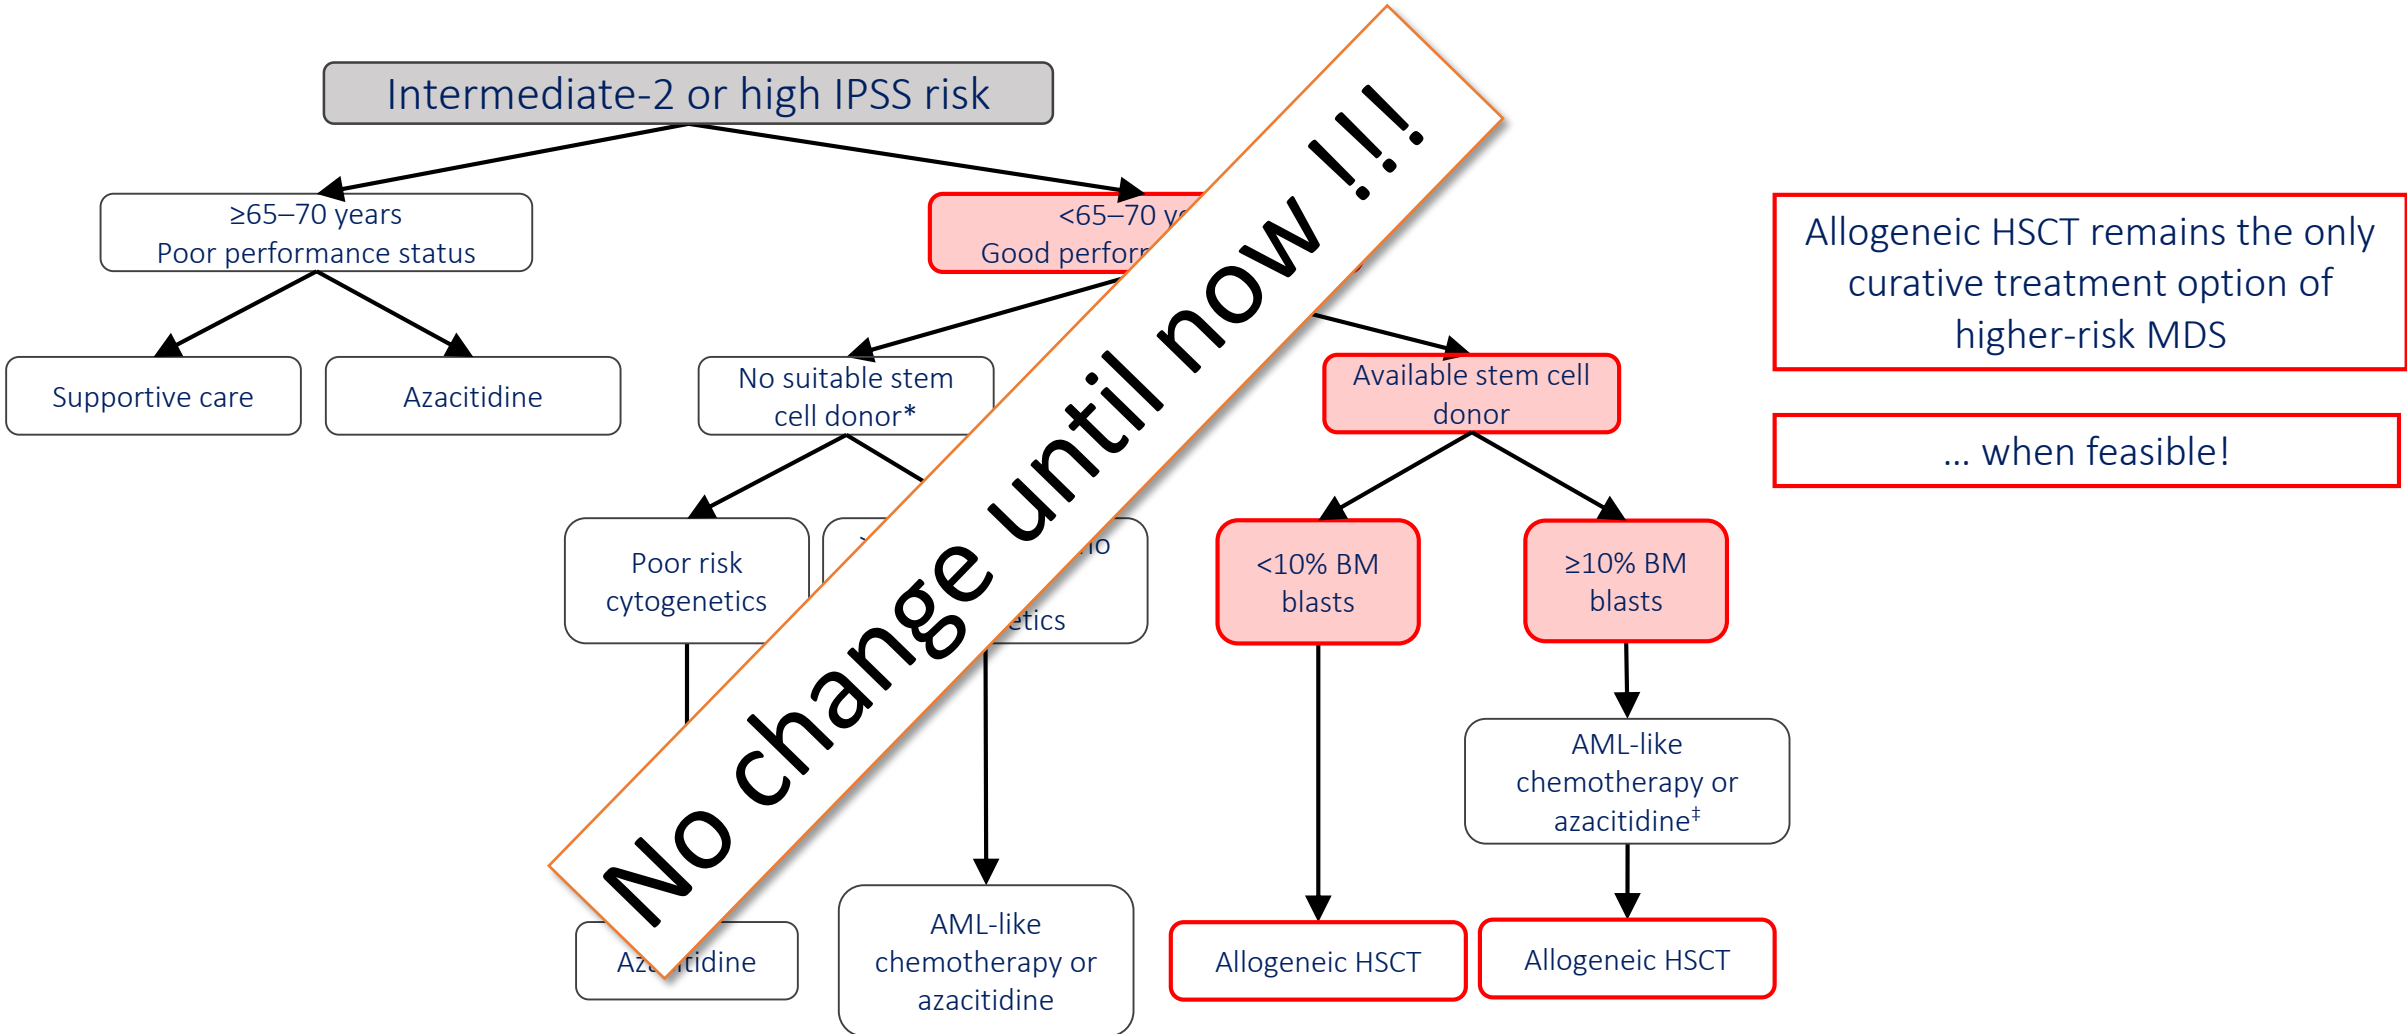 Intermediate-2 or high IPSS risk
≥65–70 years
Poor performance status
<65–70
Good
Supportive care
Azacitidine
No suitable stem
cell donor*
Available stem cell
donor
Poor risk
cytogenetics
<10% BM
blasts
≥10% BM
blasts
AML-like
chemotherapy or
azacitidine‡
AML-like
chemotherapy or
azacitidine
Allogeneic HSCT
Allogeneic HSCT
No change until now !!!!
Allogeneic HSCT remains the only
curative treatment option of
higher-risk MDS
... when feasible!